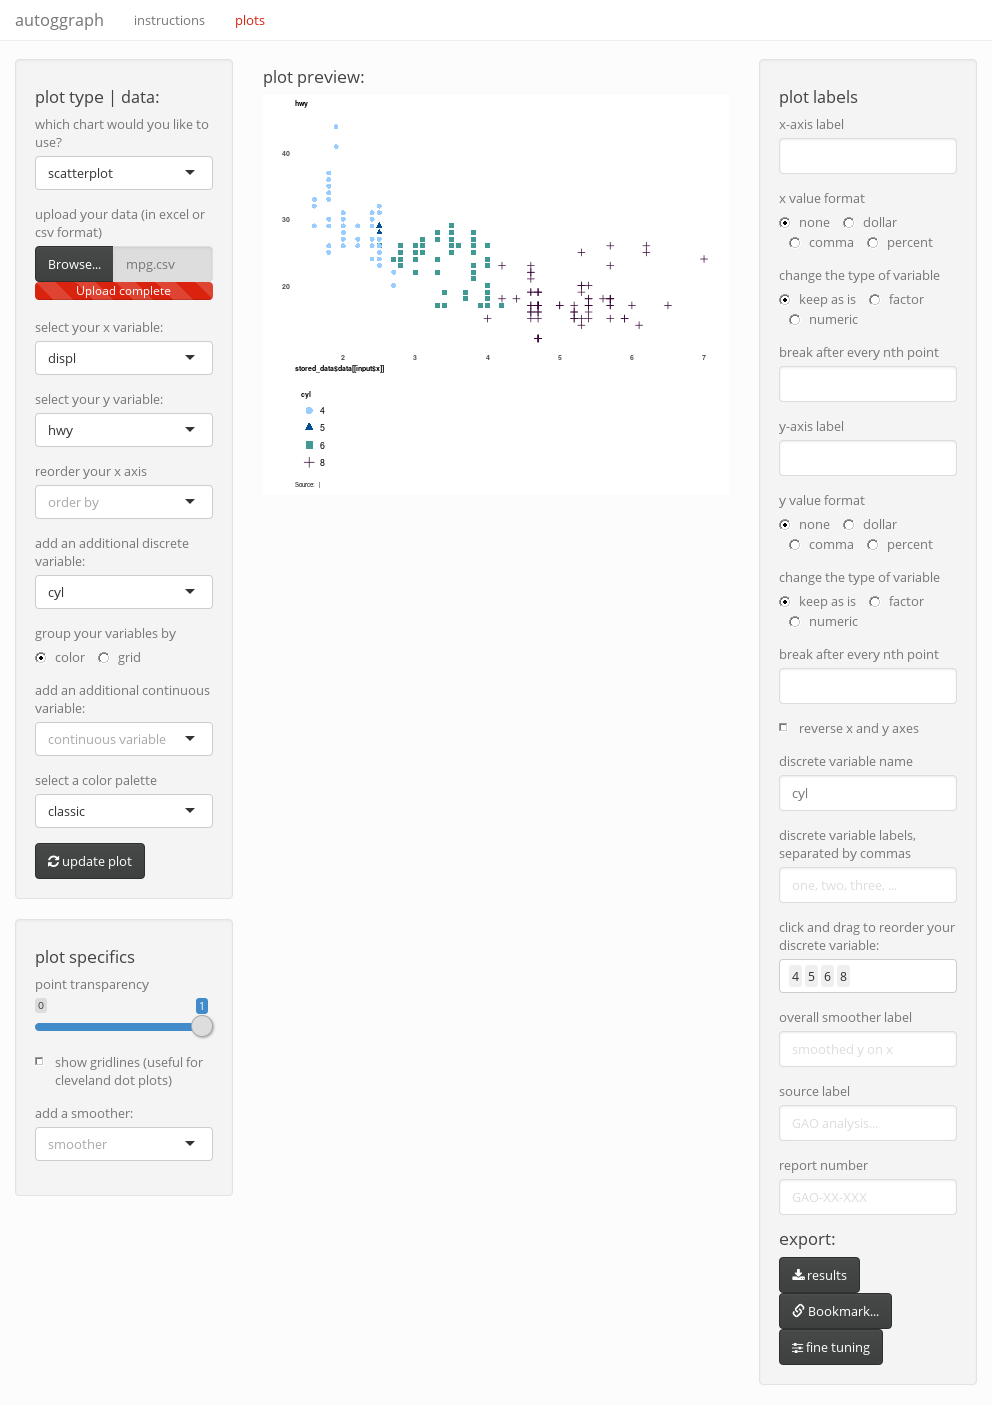 autoggraph instructions plots
plot type | data:
which chart would you like to
use?
scatterplot
upload your data (in excel or
csv format)
Browse... mpg.csv
Upload complete
select your x variable:
displ
select your y variable:
hwy
reorder your x axis
order by
add an additional discrete
variable:
cyl
group your variables by
color grid
add an additional continuous
variable:
continuous variable
select a color palette
classic
update plot
plot specifics
point transparency
0 1
show gridlines (useful for
cleveland dot plots)
add a smoother:
smoother
plot preview:
hwy
40
30
20
2 3 4 5 6 7
stored_data$data[[input$x]]
cyl
4
5
6
8
Source: |
plot labels
x-axis label
x value format
none dollar
comma percent
change the type of variable
keep as is factor
numeric
break after every nth point
y-axis label
y value format
none dollar
comma percent
change the type of variable
keep as is factor
numeric
break after every nth point
reverse x and y axes
discrete variable name
cyl
discrete variable labels,
separated by commas
one, two, three, ...
click and drag to reorder your
discrete variable:
4 5 6 8
overall smoother label
smoothed y on x
source label
GAO analysis...
report number
GAO-XX-XXX
export:
results
Bookmark...
fine tuning